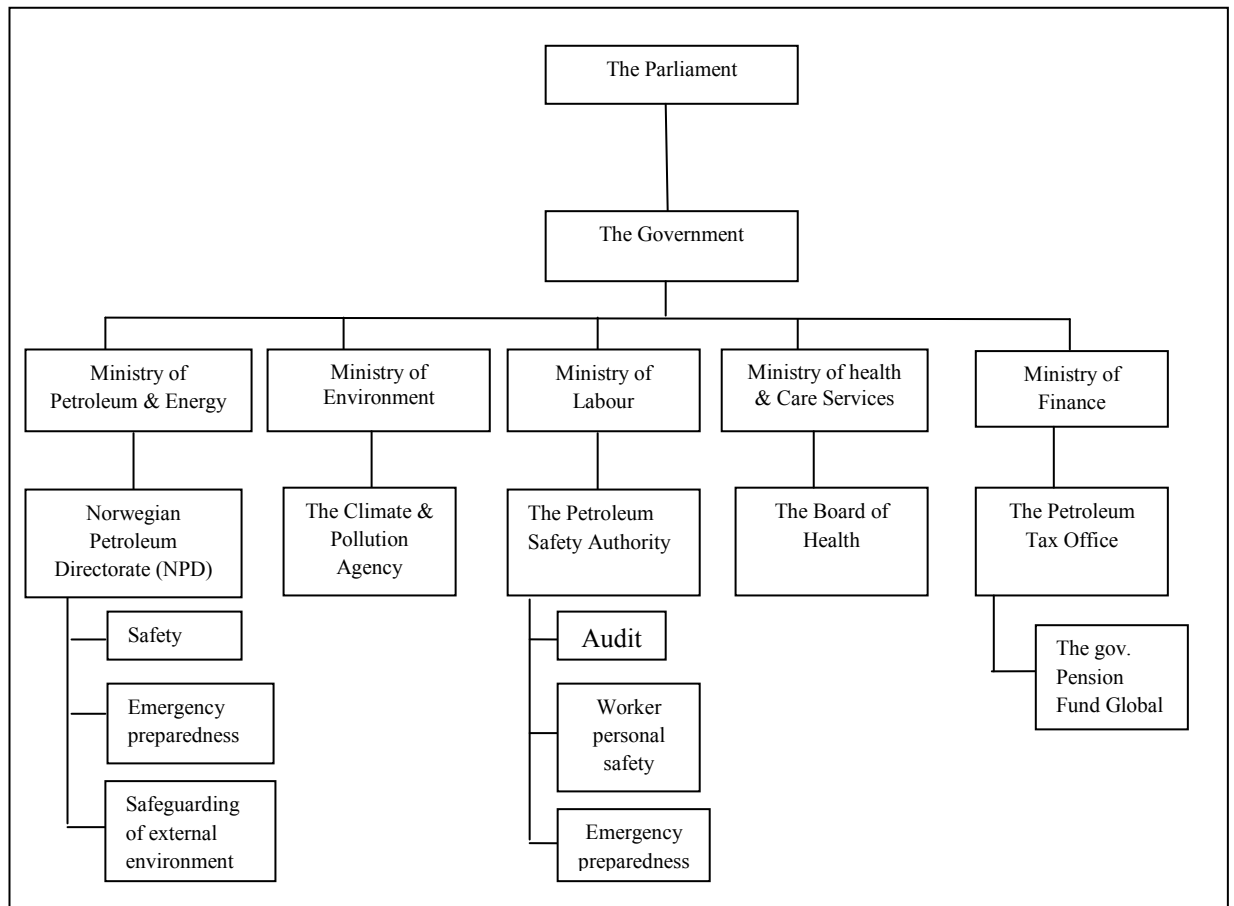 The Parliament
The Government
Ministry of
Petroleum & Energy
Ministry of
Environment
Ministry of
Labour
Ministry of health
& Care Services
Ministry of
Finance
Norwegian
Petroleum
Directorate (NPD)
The Climate &
Pollution
Agency
The Petroleum
Safety Authority
The Board of
Health
The Petroleum
Tax Office
Safety
Emergency
preparedness
Safeguarding
of external
environment
Audit
Worker
personal
safety
Emergency
preparedness
The gov.
Pension
Fund Global